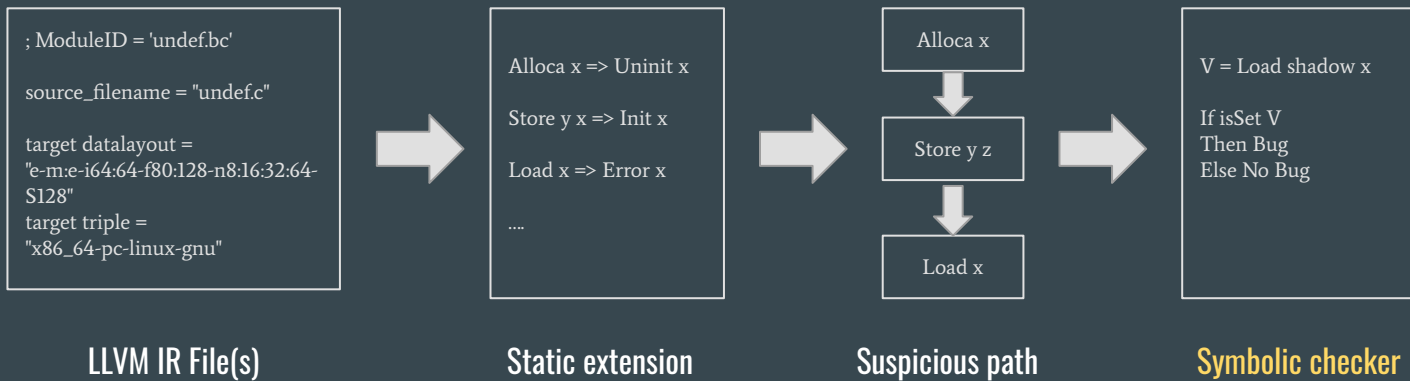 ; ModuleID = 'undef.bc'
source_filename = "undef.c"
target datalayout =
"e-m:e-i64:64-f80:128-n8:16:32:64-
S128"
target triple =
"x86_64-pc-linux-gnu"
LLVM IR File(s)
Alloca x => Uninit x
Store y x => Init x
Load x => Error x
....
Static extension
Alloca x
Store y z
Load x
Suspicious path
V = Load shadow x
If isSet V
Then Bug
Else No Bug
Symbolic checker